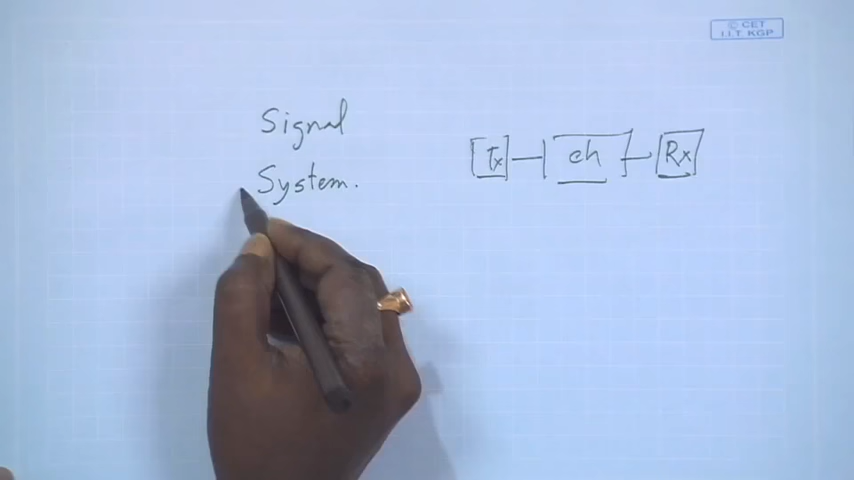 © CET
I.I.T. KGP
Signal
System.
Tx ch Rx